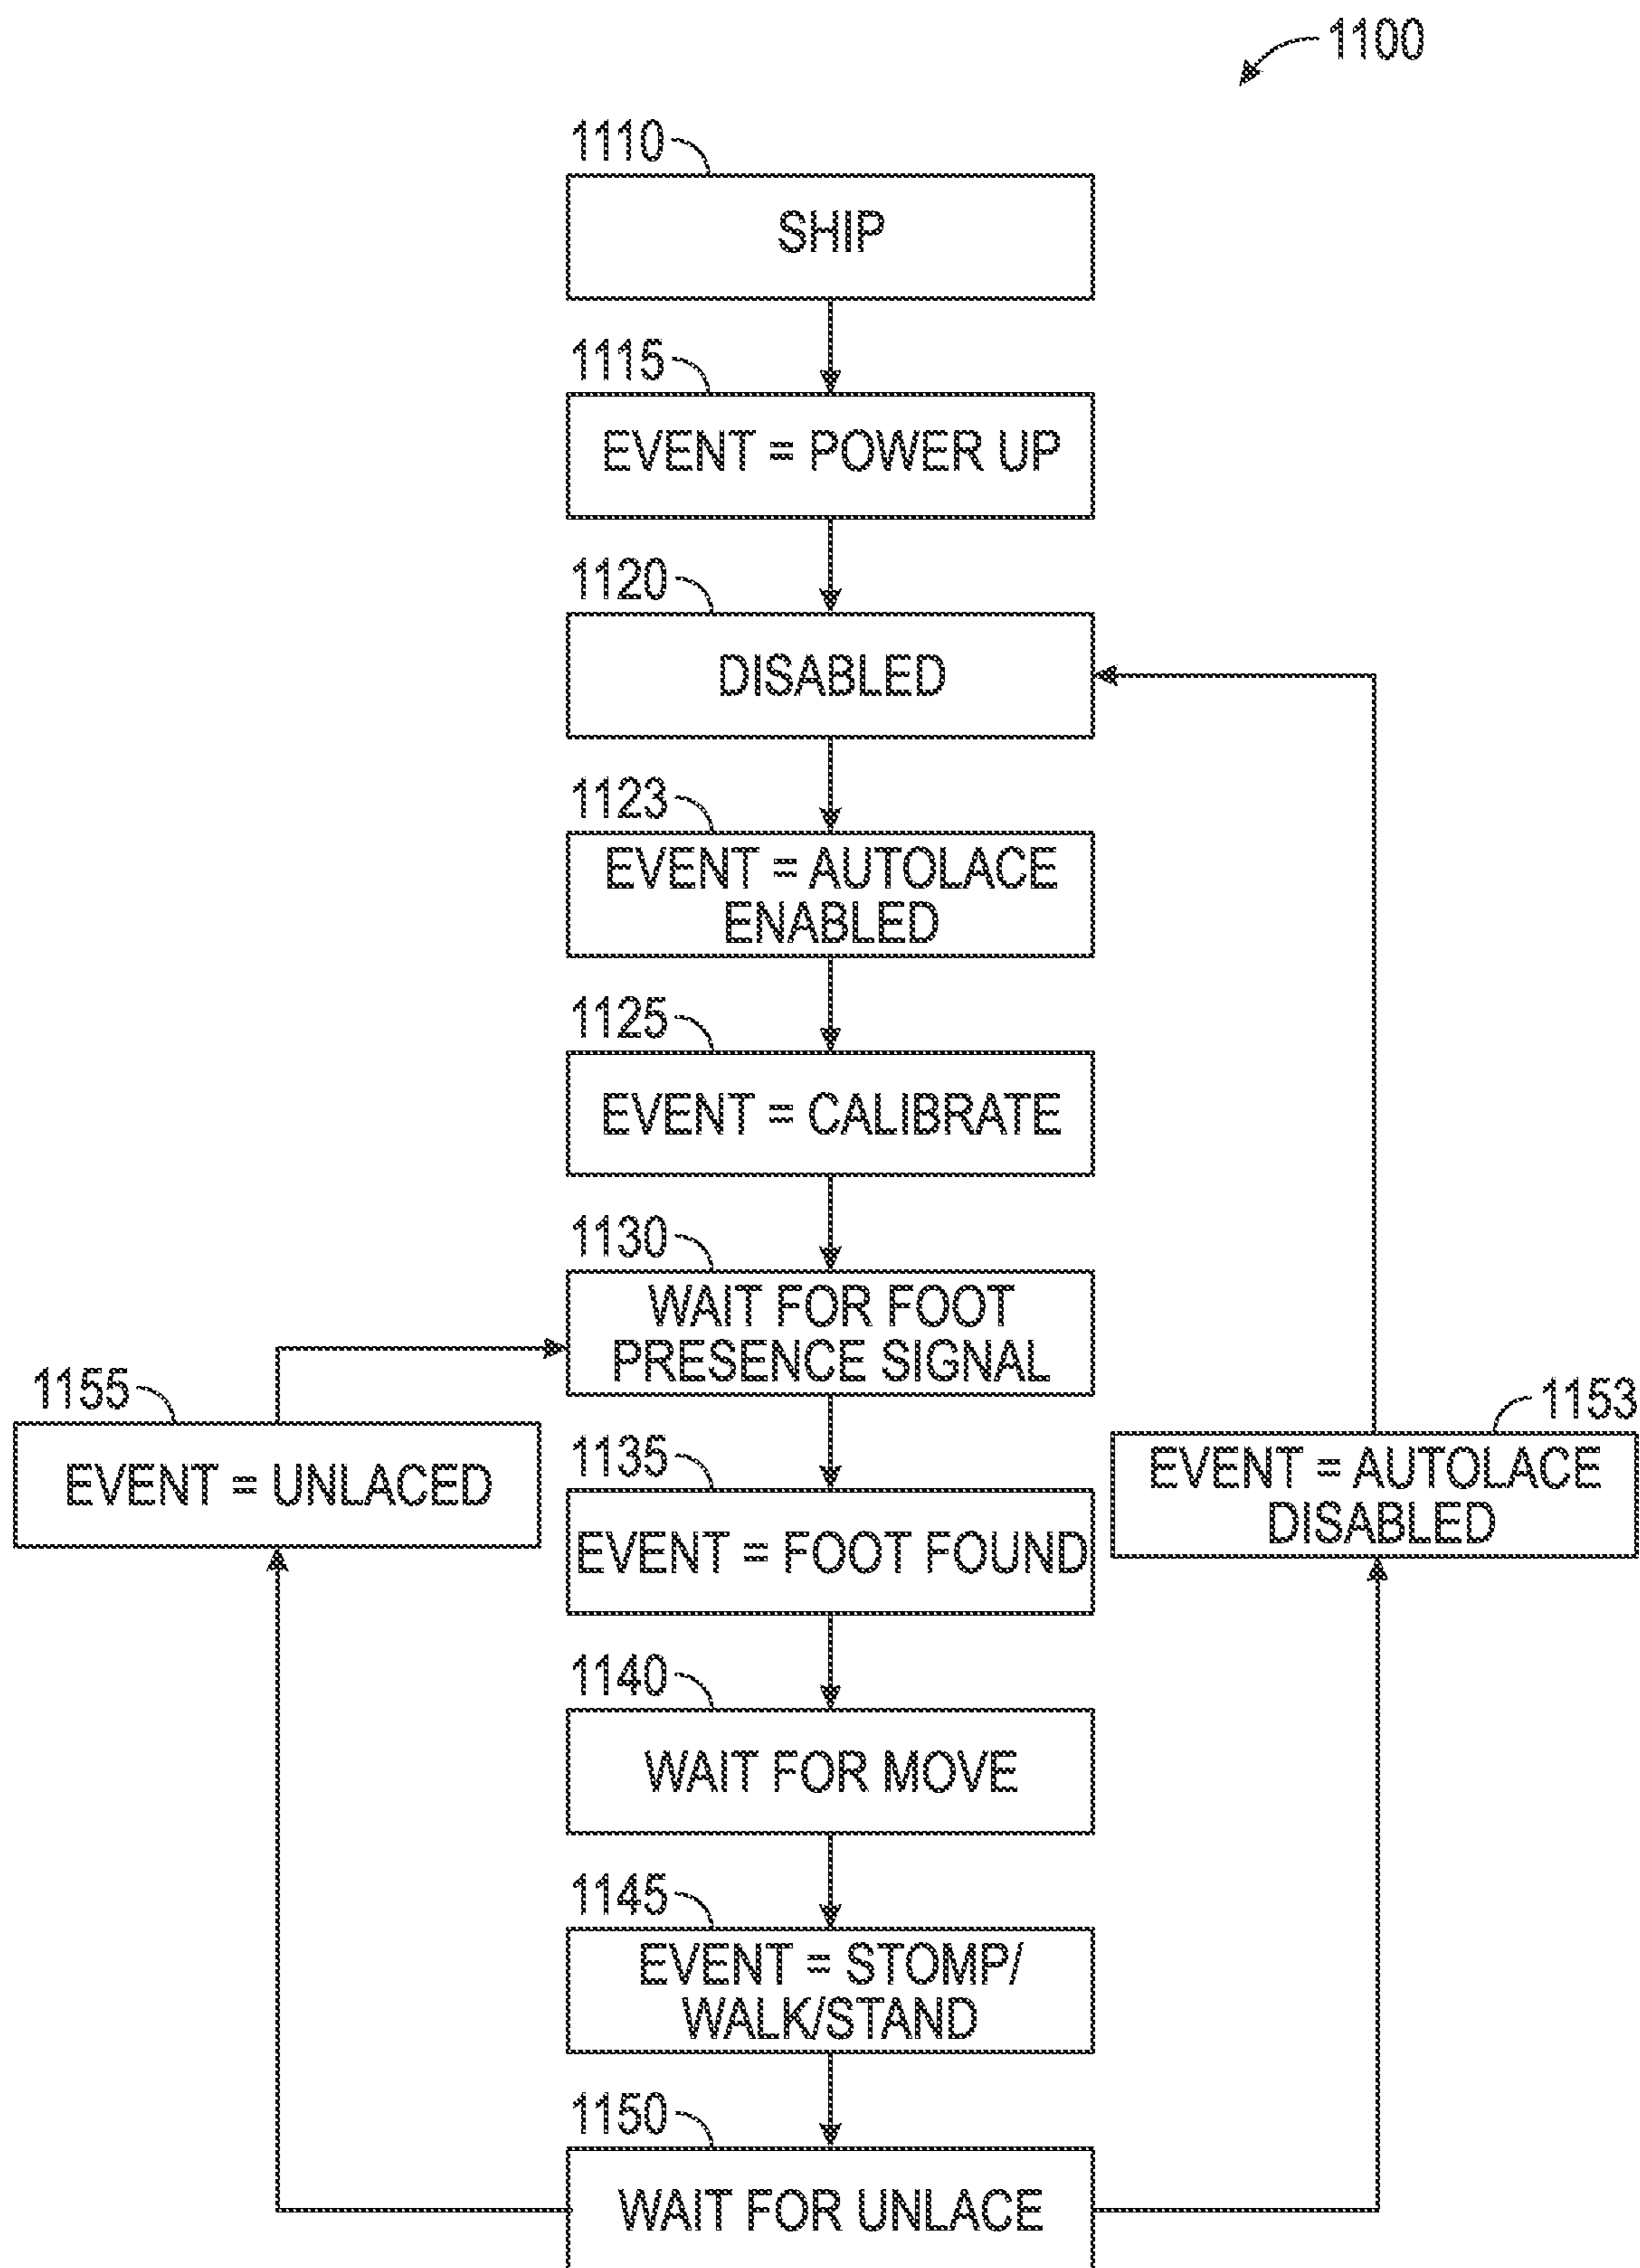 1100
1110
SHIP
1115
EVENT = POWER UP
1120
DISABLED
1123
EVENT = AUTOLACE
ENABLED
1125
EVENT = CALIBRATE
1130
WAIT FOR FOOT
PRESENCE SIGNAL
1155
EVENT = UNLACED
1135
EVENT = FOOT FOUND
1153
EVENT = AUTOLACE
DISABLED
1140
WAIT FOR MOVE
1145
EVENT = STOMP/
WALK/STAND
1150
WAIT FOR UNLACE